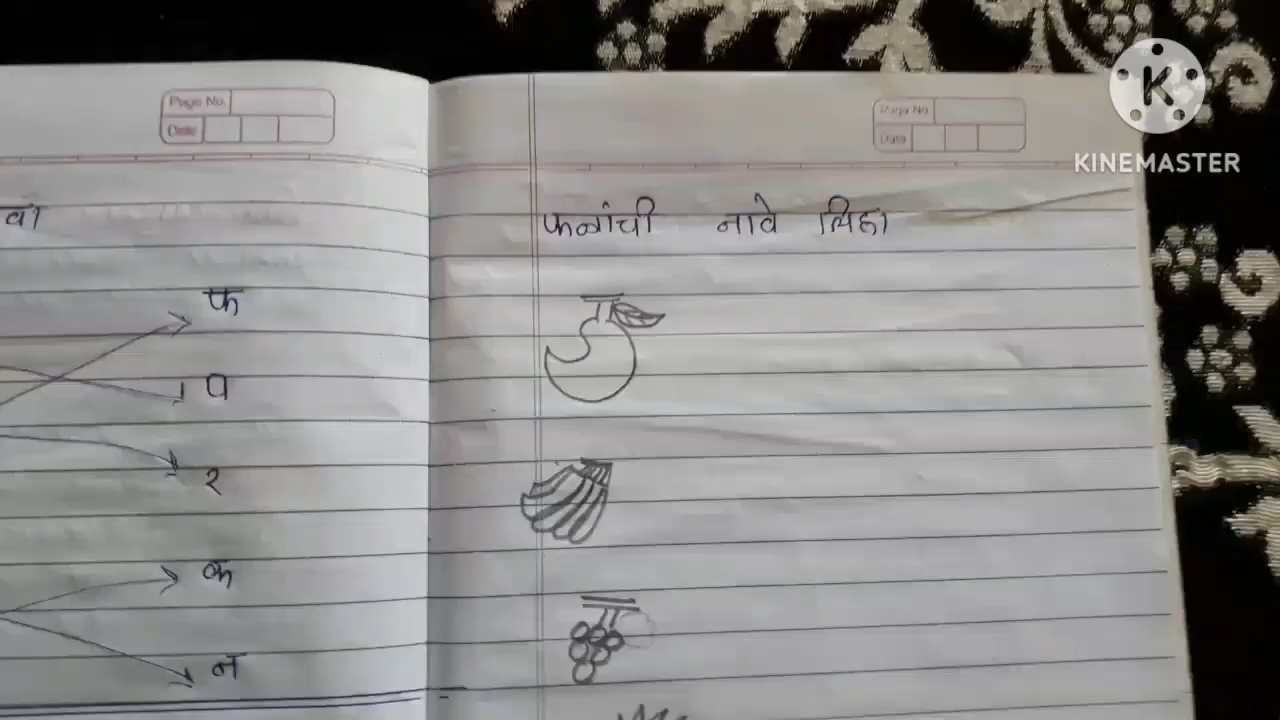 Page No.
Date
वा
फ
प
र
क
न
Page No.
Date
फळांची नावे लिहा
K
KINEMASTER